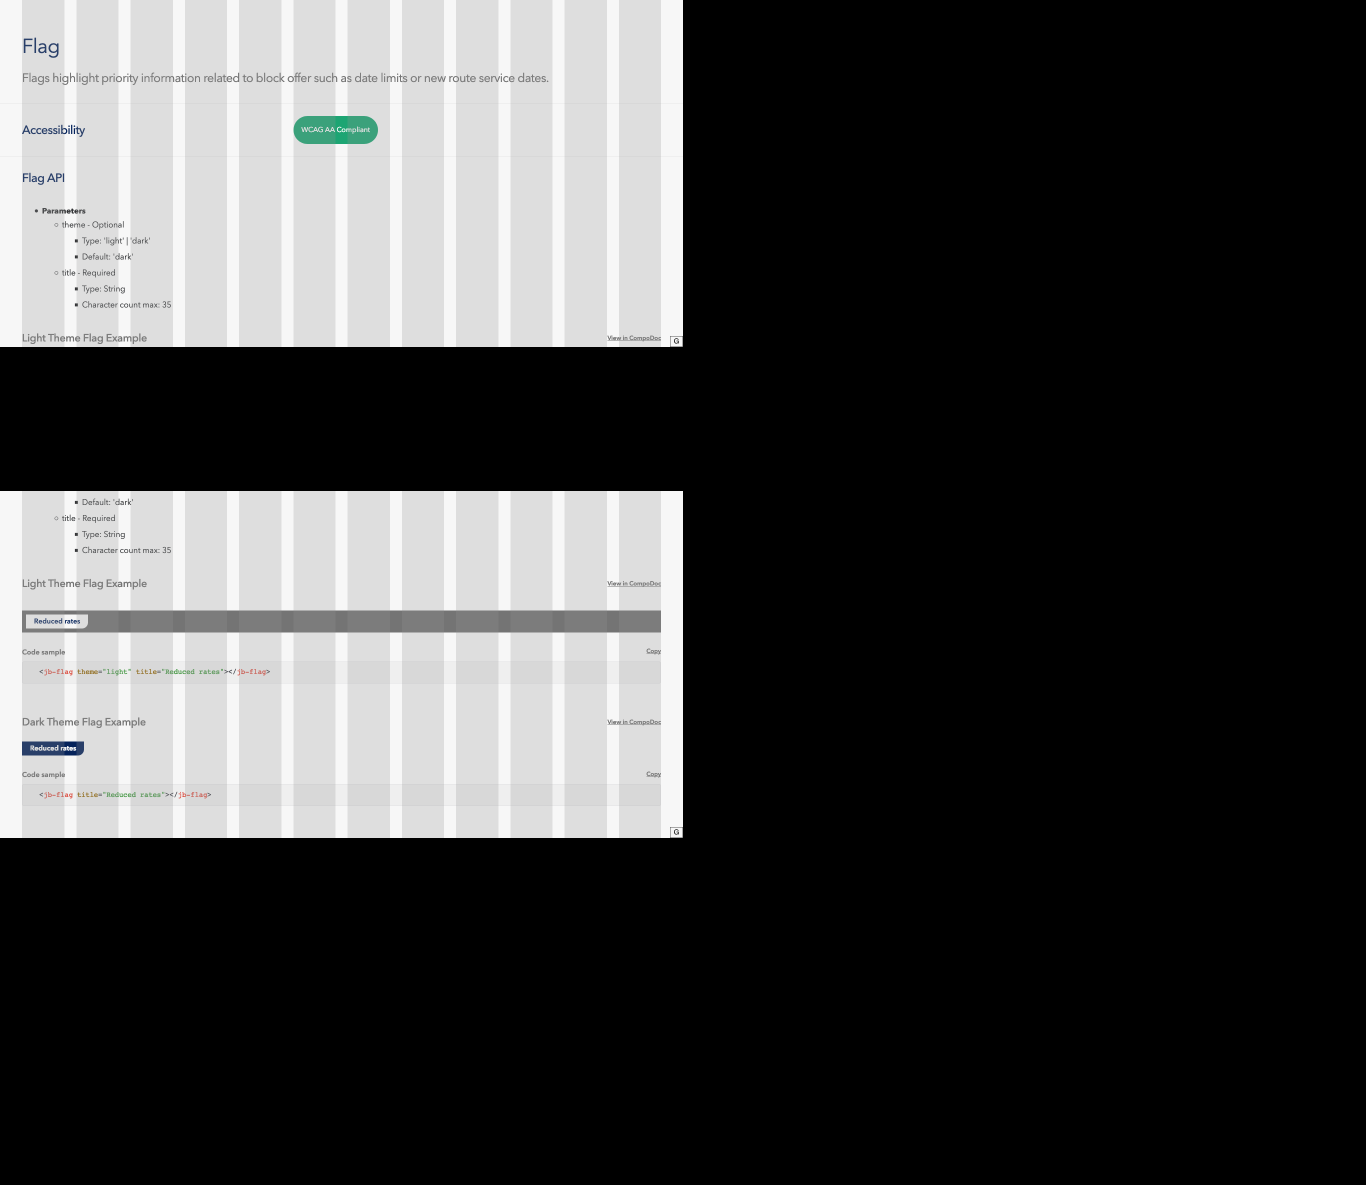 Flag
Flags highlight priority information related to block offer such as date limits or new route service dates.
Accessibility
WCAG AA Compliant
Flag API
Parameters
theme - Optional
Type: 'light' | 'dark'
Default: 'dark'
title - Required
Type: String
Character count max: 35
Light Theme Flag Example
View in CompoDoc
G
Default: 'dark'
title - Required
Type: String
Character count max: 35
Light Theme Flag Example
View in CompoDoc
Reduced rates
Code sample
Copy
<jb-flag theme="light" title="Reduced rates"></jb-flag>
Dark Theme Flag Example
View in CompoDoc
Reduced rates
Code sample
Copy
<jb-flag title="Reduced rates"></jb-flag>
G